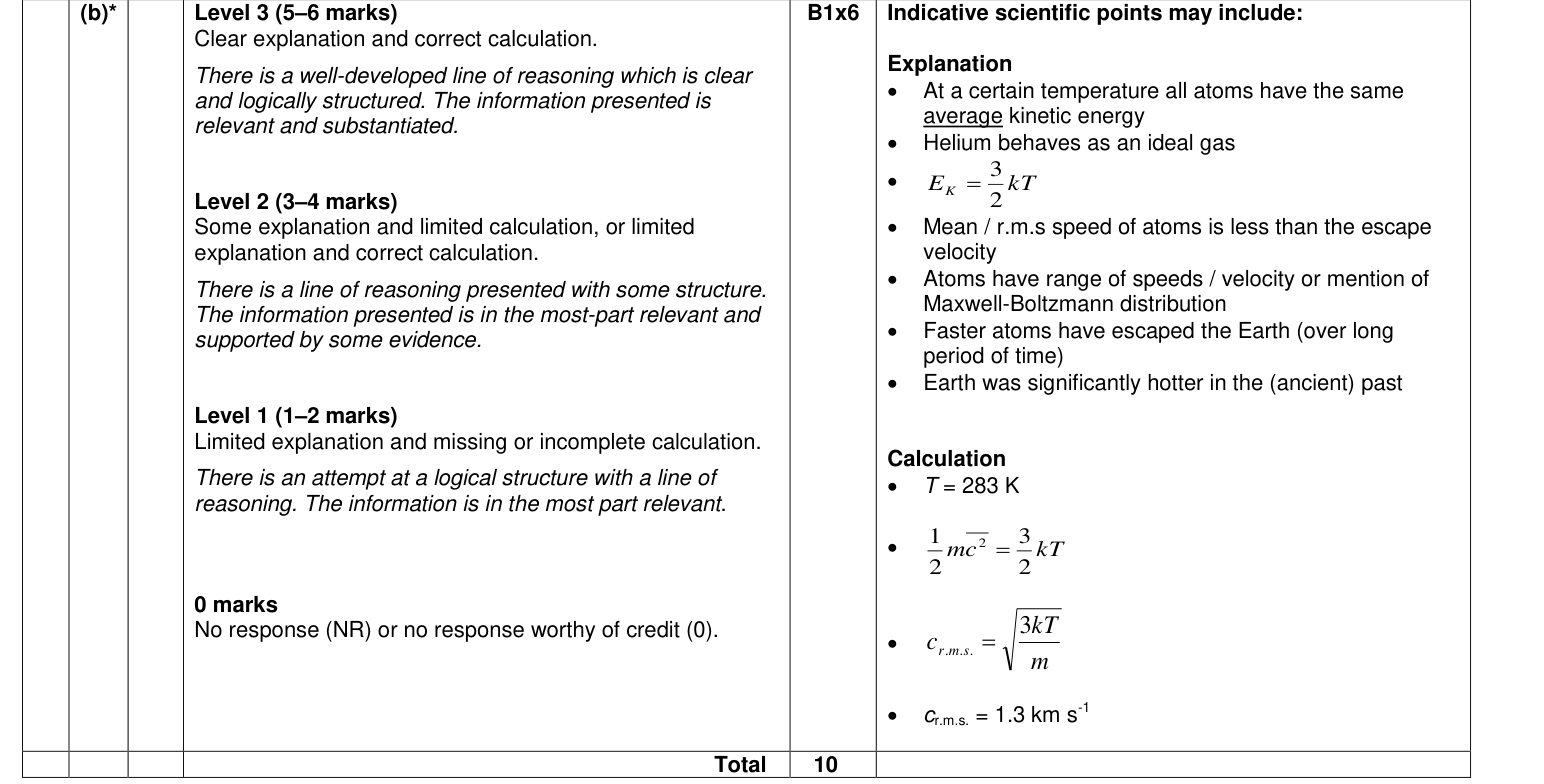 (b)*
Level 3 (5–6 marks)
Clear explanation and correct calculation.
There is a well-developed line of reasoning which is clear
and logically structured. The information presented is
relevant and substantiated.
Level 2 (3–4 marks)
Some explanation and limited calculation, or limited
explanation and correct calculation.
There is a line of reasoning presented with some structure.
The information presented is in the most-part relevant and
supported by some evidence.
Level 1 (1–2 marks)
Limited explanation and missing or incomplete calculation.
There is an attempt at a logical structure with a line of
reasoning. The information is in the most part relevant.
0 marks
No response (NR) or no response worthy of credit (0).
B1x6
Indicative scientific points may include:
Explanation
• At a certain temperature all atoms have the same
average kinetic energy
• Helium behaves as an ideal gas
• $E_K = \frac{3}{2} kT$
• Mean / r.m.s speed of atoms is less than the escape
velocity
• Atoms have range of speeds / velocity or mention of
Maxwell-Boltzmann distribution
• Faster atoms have escaped the Earth (over long
period of time)
• Earth was significantly hotter in the (ancient) past
Calculation
• T = 283 K
• $\frac{1}{2} m\overline{c^2} = \frac{3}{2} kT$
• $c_{r.m.s.} = \sqrt{\frac{3kT}{m}}$
• $c_{r.m.s.}$ = 1.3 km s$^{-1}$
Total 10